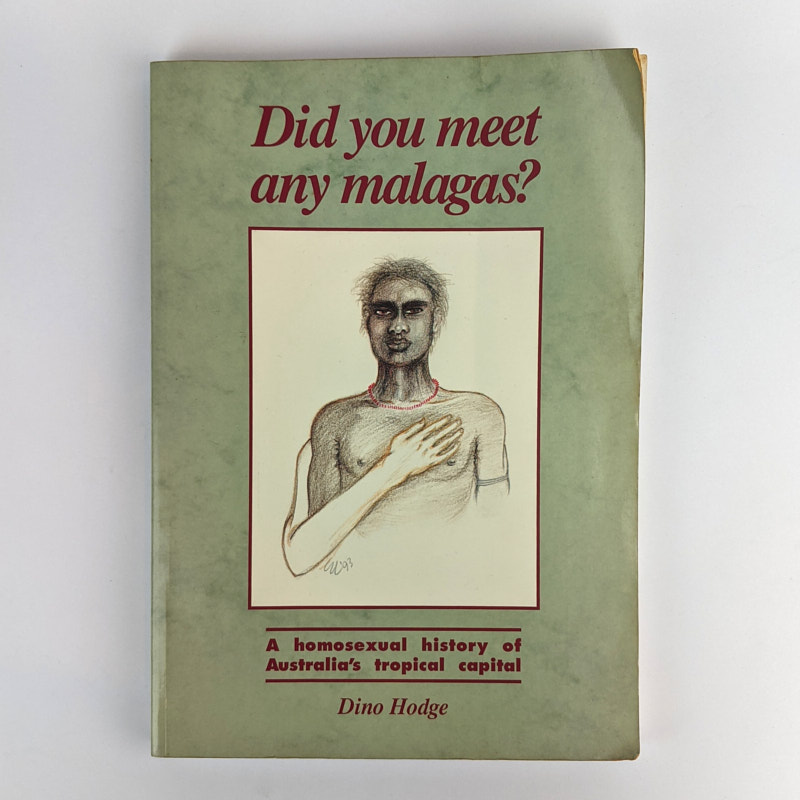 Did you meet
any malagas?
A homosexual history of
Australia's tropical capital
Dino Hodge